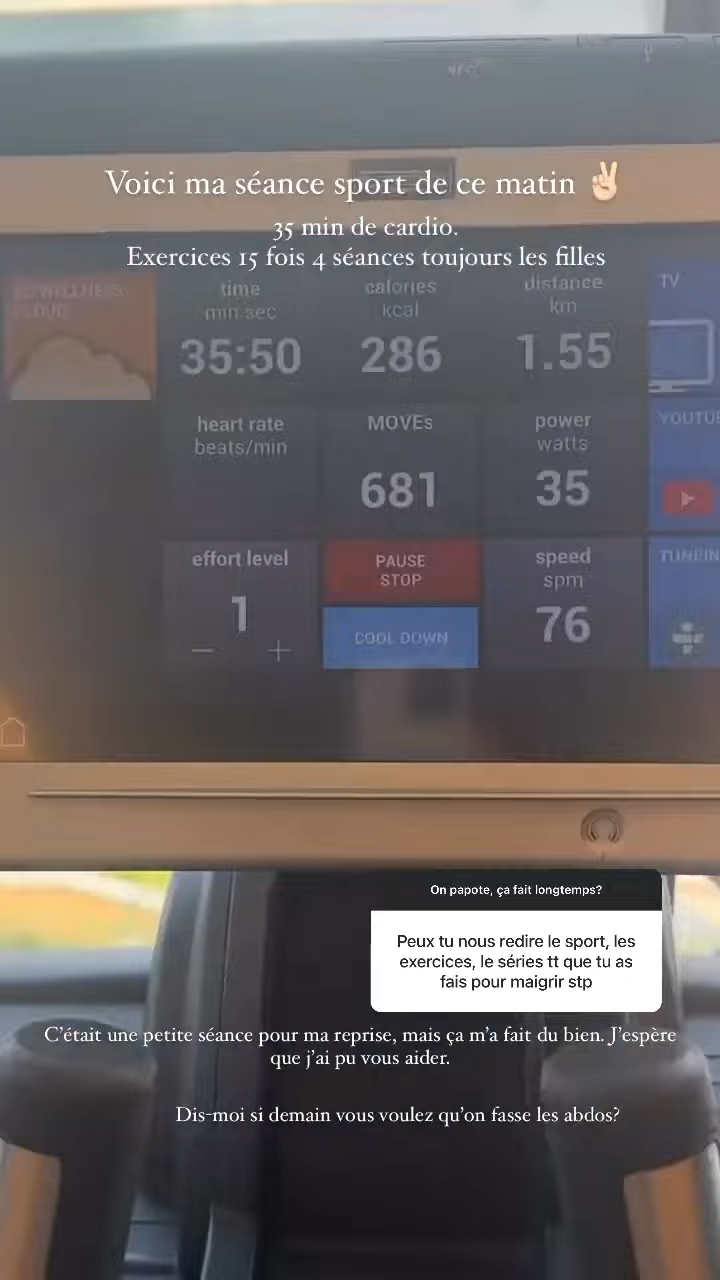 NFC
Voici ma séance sport de ce matin ✌🏻
35 min de cardio.
Exercices 15 fois 4 séances toujours les filles
MYWELLNESS
CLOUD
time
min:sec
35:50
calories
kcal
286
distance
km
1.55
TV
heart rate
beats/min
MOVEs
681
power
watts
35
YOUTU
effort level
1
− +
PAUSE
STOP
COOL DOWN
speed
spm
76
TUNEIN
On papote, ça fait longtemps?
Peux tu nous redire le sport, les
exercices, le séries tt que tu as
fais pour maigrir stp
C'était une petite séance pour ma reprise, mais ça m'a fait du bien. J'espère
que j'ai pu vous aider.
Dis-moi si demain vous voulez qu'on fasse les abdos?